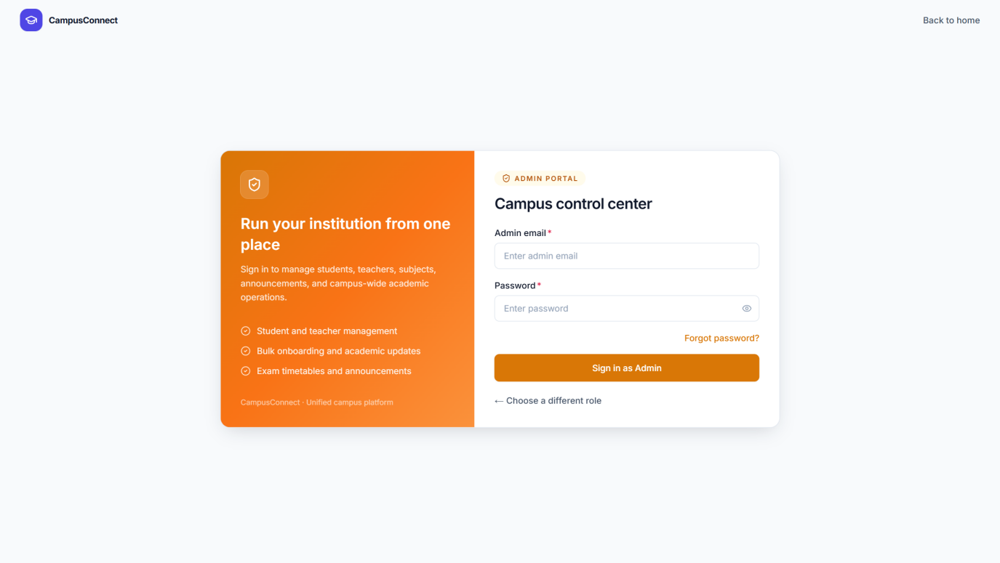 CampusConnect
Back to home
Run your institution from one
place
Sign in to manage students, teachers, subjects,
announcements, and campus-wide academic
operations.
Student and teacher management
Bulk onboarding and academic updates
Exam timetables and announcements
CampusConnect · Unified campus platform
ADMIN PORTAL
Campus control center
Admin email*
Enter admin email
Password*
Enter password
Forgot password?
Sign in as Admin
← Choose a different role